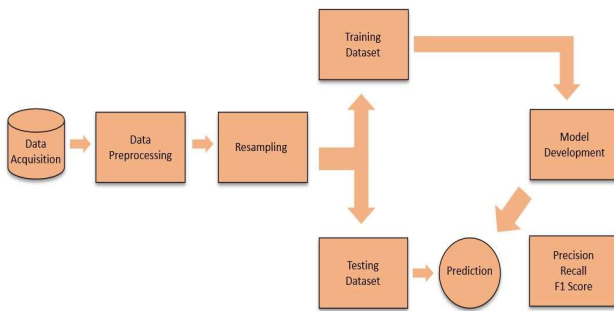 Training
Dataset
Data
Acquisition
Data
Preprocessing
Resampling
Model
Development
Testing
Dataset
Prediction
Precision
Recall
F1 Score